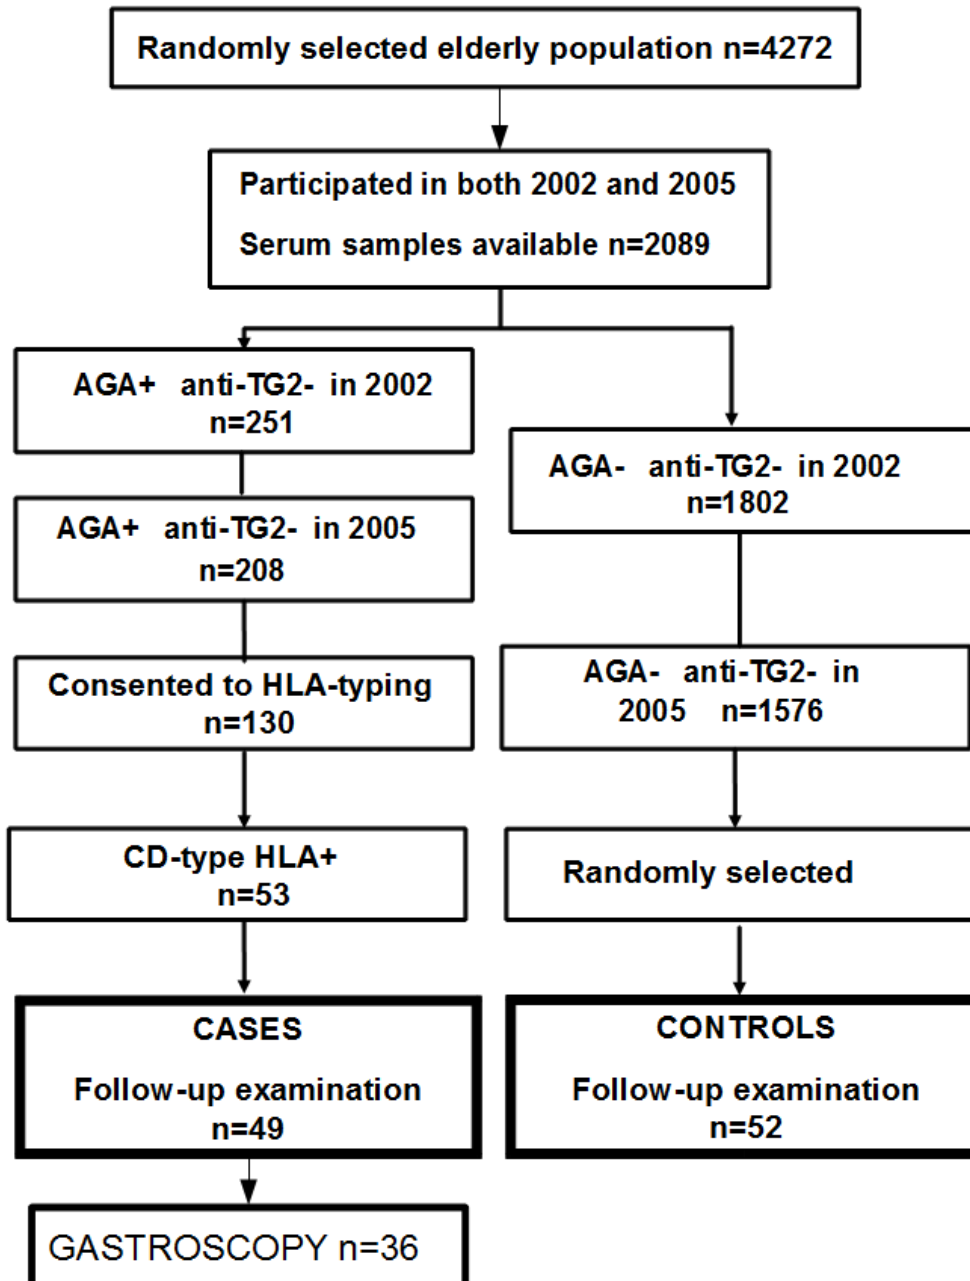 Randomly selected elderly population n=4272
Participated in both 2002 and 2005
Serum samples available n=2089
AGA+ anti-TG2- in 2002
n=251
AGA+ anti-TG2- in 2005
n=208
Consented to HLA-typing
n=130
CD-type HLA+
n=53
CASES
Follow-up examination
n=49
GASTROSCOPY n=36
AGA- anti-TG2- in 2002
n=1802
AGA- anti-TG2- in
2005 n=1576
Randomly selected
CONTROLS
Follow-up examination
n=52